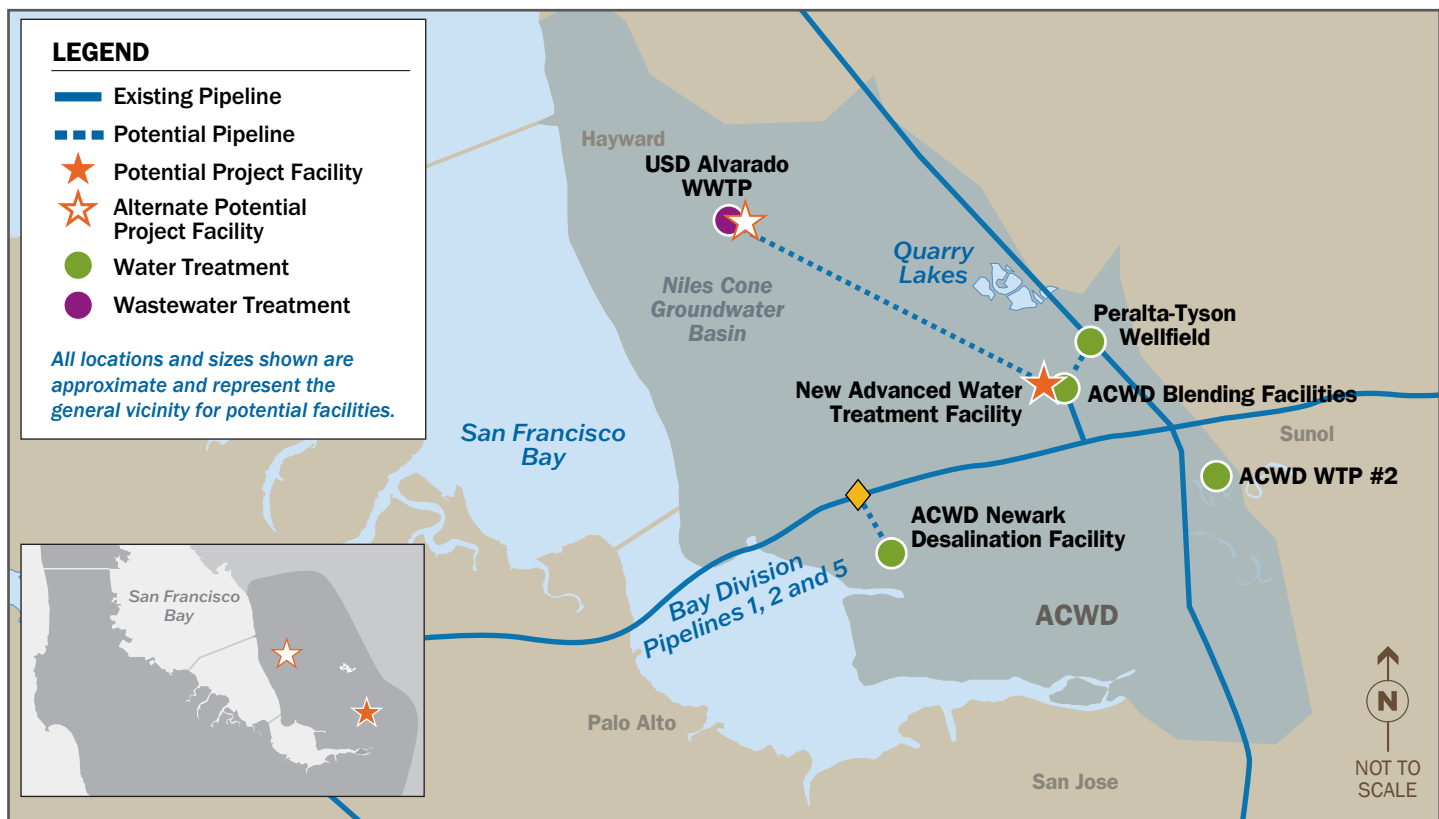 LEGEND
Existing Pipeline
Potential Pipeline
Potential Project Facility
Alternate Potential
Project Facility
Water Treatment
Wastewater Treatment
All locations and sizes shown are
approximate and represent the
general vicinity for potential facilities.
Hayward
USD Alvarado
WWTP
Quarry
Lakes
Niles Cone
Groundwater
Basin
Peralta-Tyson
Wellfield
New Advanced Water
Treatment Facility
ACWD Blending Facilities
San Francisco
Bay
Sunol
ACWD WTP #2
ACWD Newark
Desalination Facility
Bay Division
Pipelines 1, 2 and 5
ACWD
San Francisco
Bay
Palo Alto
San Jose
N
NOT TO
SCALE